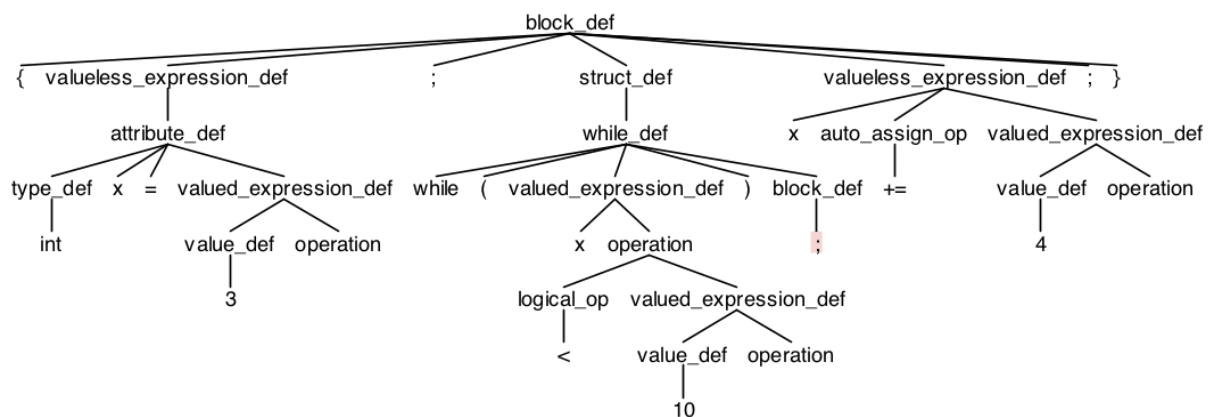 block_def
{ valueless_expression_def ; struct_def valueless_expression_def ; }
attribute_def while_def x auto_assign_op valued_expression_def
type_def x = valued_expression_def while ( valued_expression_def ) block_def += value_def operation
int value_def operation x operation ; 4
3 logical_op valued_expression_def
< value_def operation
10